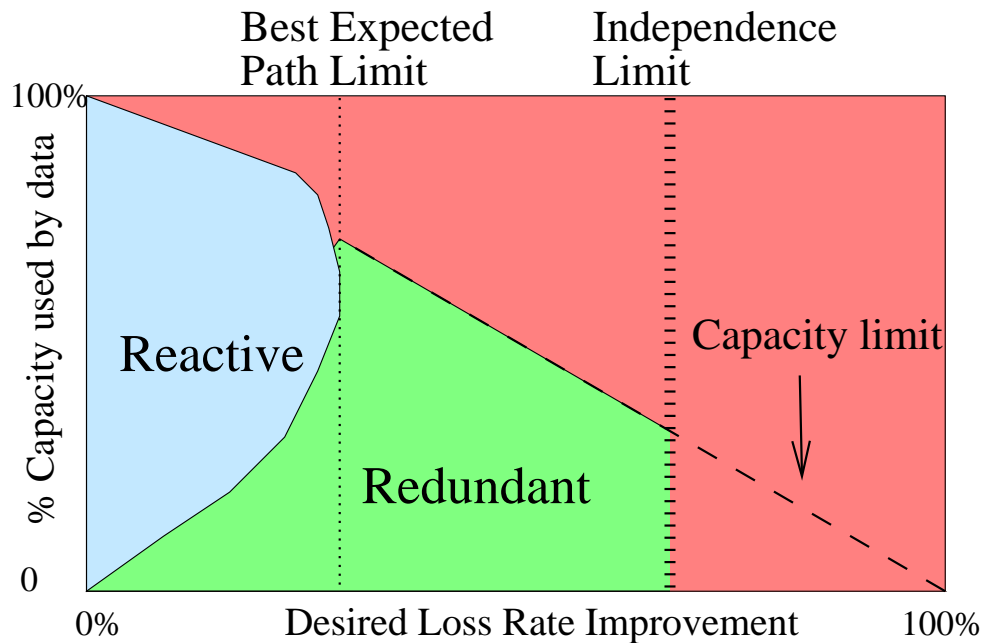 Best Expected
Path Limit
Independence
Limit
100%
% Capacity used by data
Reactive
Capacity limit
Redundant
0
0%
Desired Loss Rate Improvement
100%